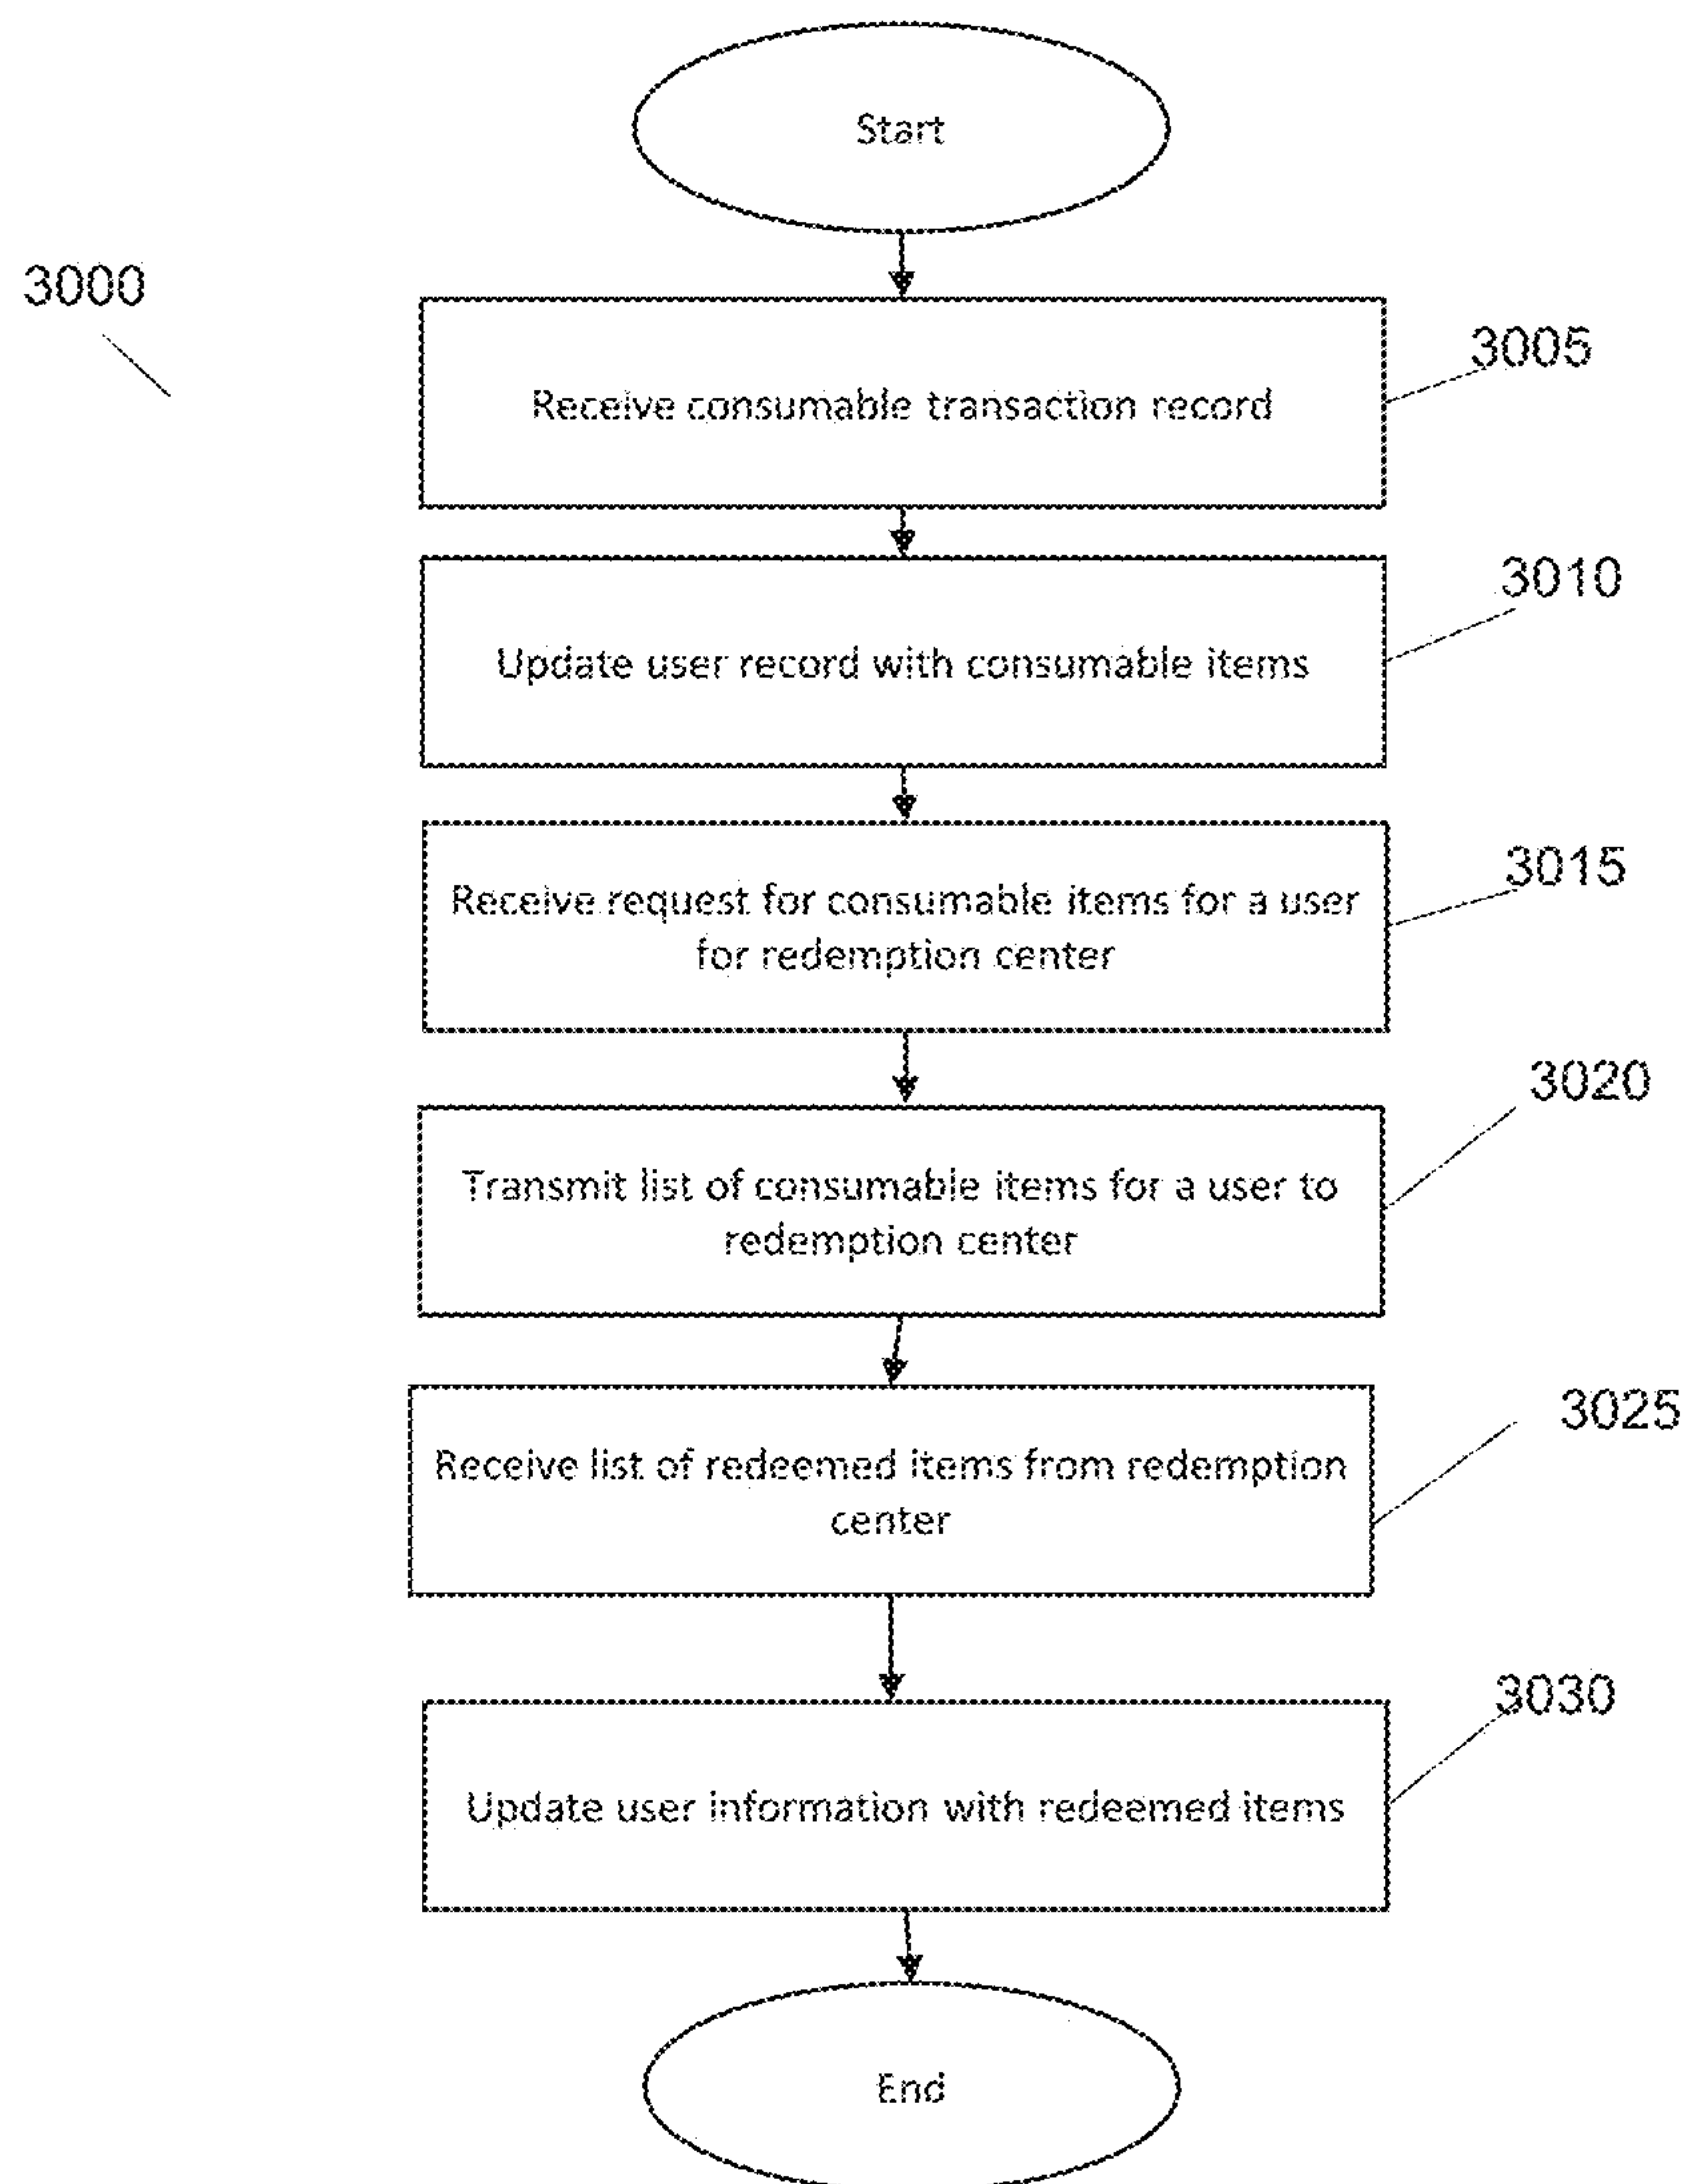 Start
3000
3005
Receive consumable transaction record
3010
Update user record with consumable items
3015
Receive request for consumable items for a user
for redemption center
3020
Transmit list of consumable items for a user to
redemption center
3025
Receive list of redeemed items from redemption
center
3030
Update user information with redeemed items
End